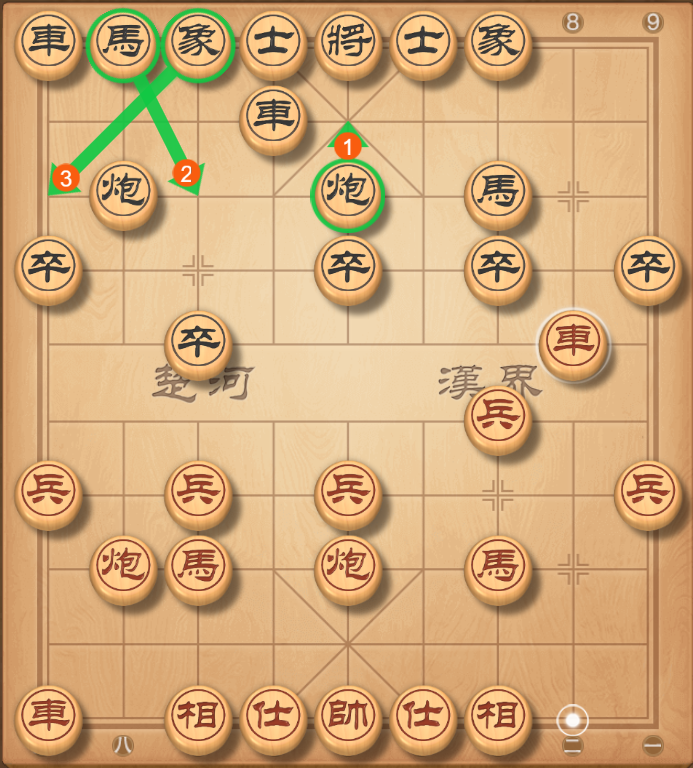 8 9
車 馬 象 士 將 士 象
車
1
3 2
炮 炮 馬
卒 卒 卒 卒
卒 車
楚河 漢界
兵
兵 兵 兵 兵
炮 馬 炮 馬
車 相 仕 帥 仕 相
八 二 一